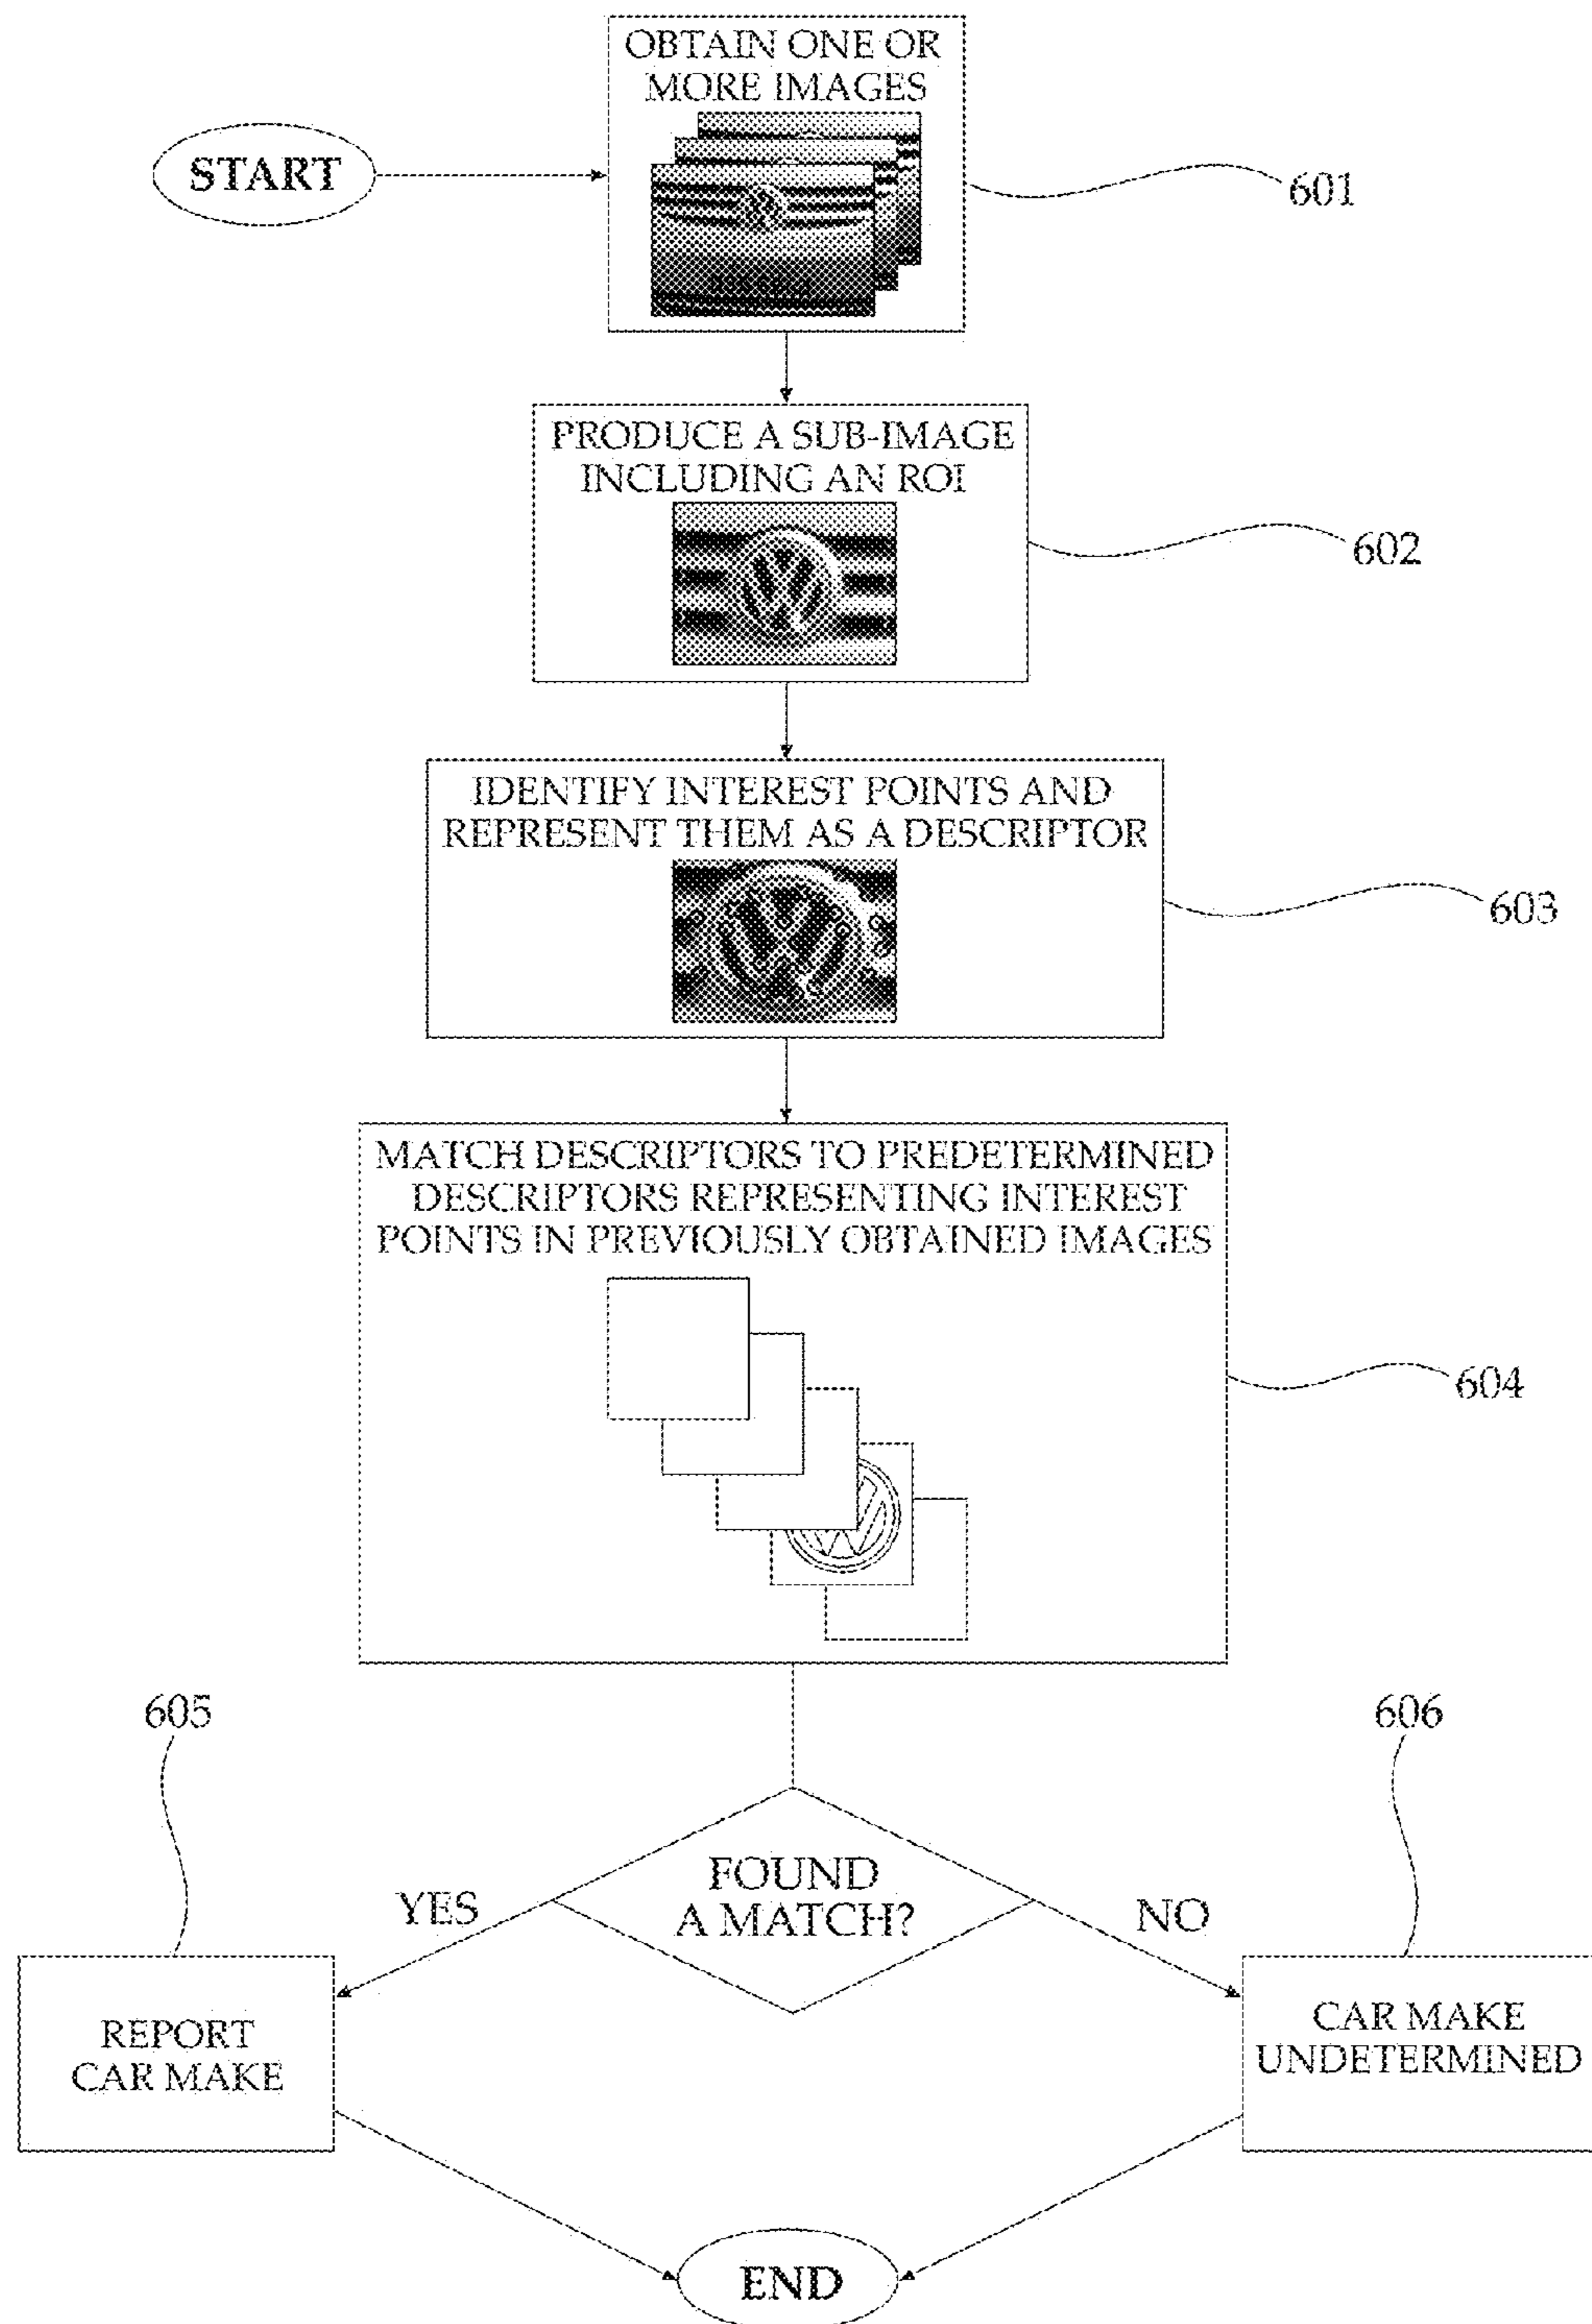 OBTAIN ONE OR
MORE IMAGES
START
601
PRODUCE A SUB-IMAGE
INCLUDING AN ROI
602
IDENTIFY INTEREST POINTS AND
REPRESENT THEM AS A DESCRIPTOR
603
MATCH DESCRIPTORS TO PREDETERMINED
DESCRIPTORS REPRESENTING INTEREST
POINTS IN PREVIOUSLY OBTAINED IMAGES
604
605
606
FOUND
A MATCH?
YES
NO
REPORT
CAR MAKE
CAR MAKE
UNDETERMINED
END